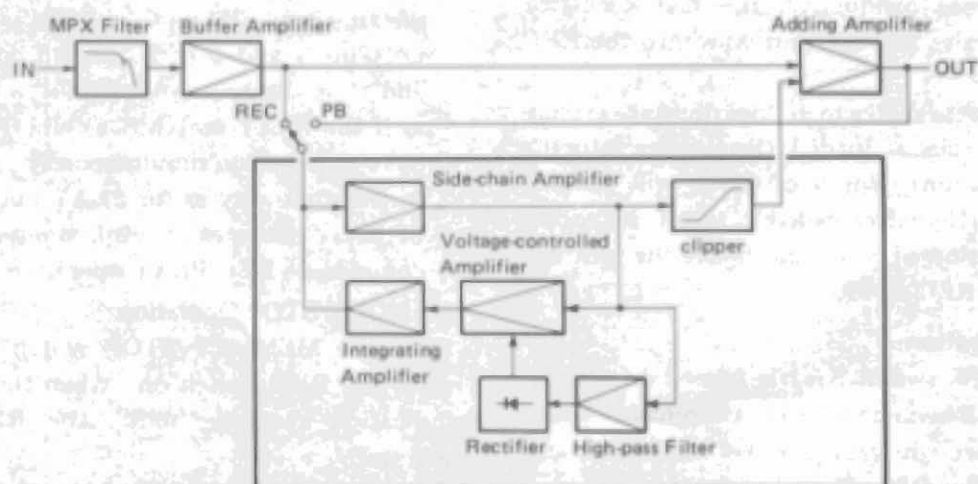 MPX Filter
Buffer Amplifier
Adding Amplifier
IN
OUT
REC
PB
Side-chain Amplifier
Voltage-controlled
Amplifier
clipper
Integrating
Amplifier
Rectifier
High-pass Filter